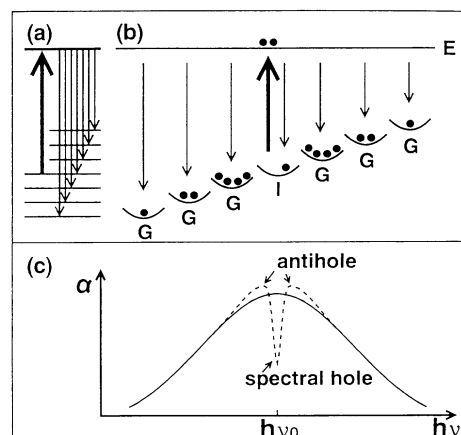 (a) (b)
E
G G G I G G G
(c)
α
antihole
spectral hole
hν₀ hν